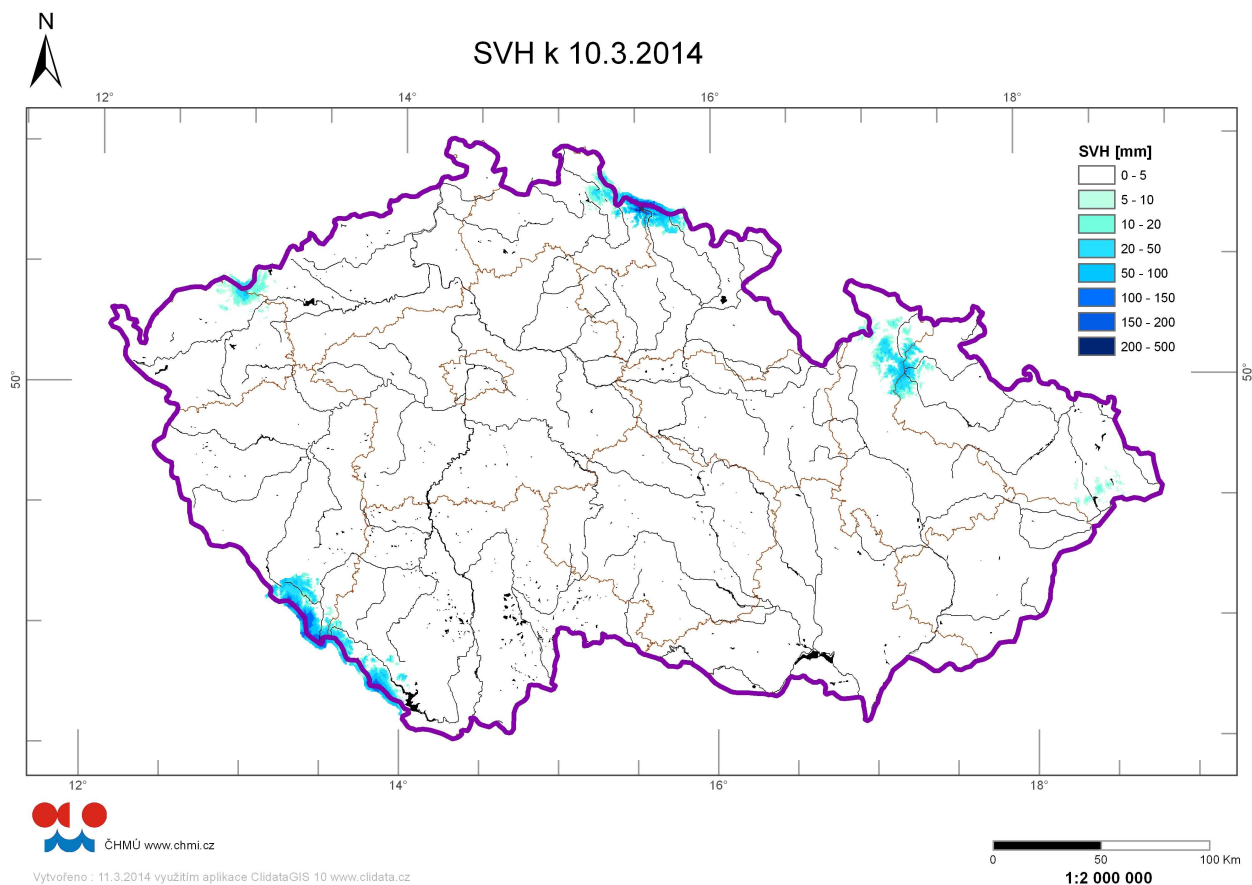 N
SVH k 10.3.2014
12°
14°
16°
18°
SVH [mm]
0 - 5
5 - 10
10 - 20
20 - 50
50 - 100
100 - 150
150 - 200
200 - 500
50°
50°
12°
14°
16°
18°
ČHMÚ www.chmi.cz
0 50 100 Km
1:2 000 000
Vytvořeno : 11.3.2014 využitím aplikace ClidataGIS 10 www.clidata.cz